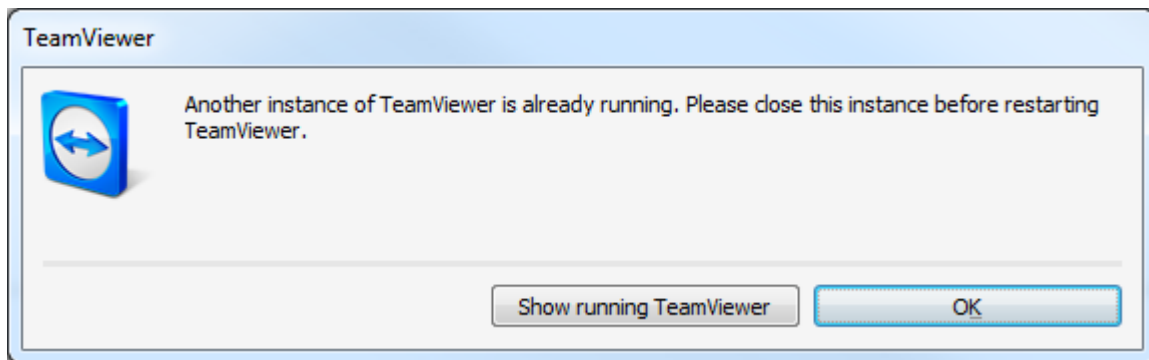 TeamViewer
Another instance of TeamViewer is already running. Please close this instance before restarting
TeamViewer.
Show running TeamViewer
OK